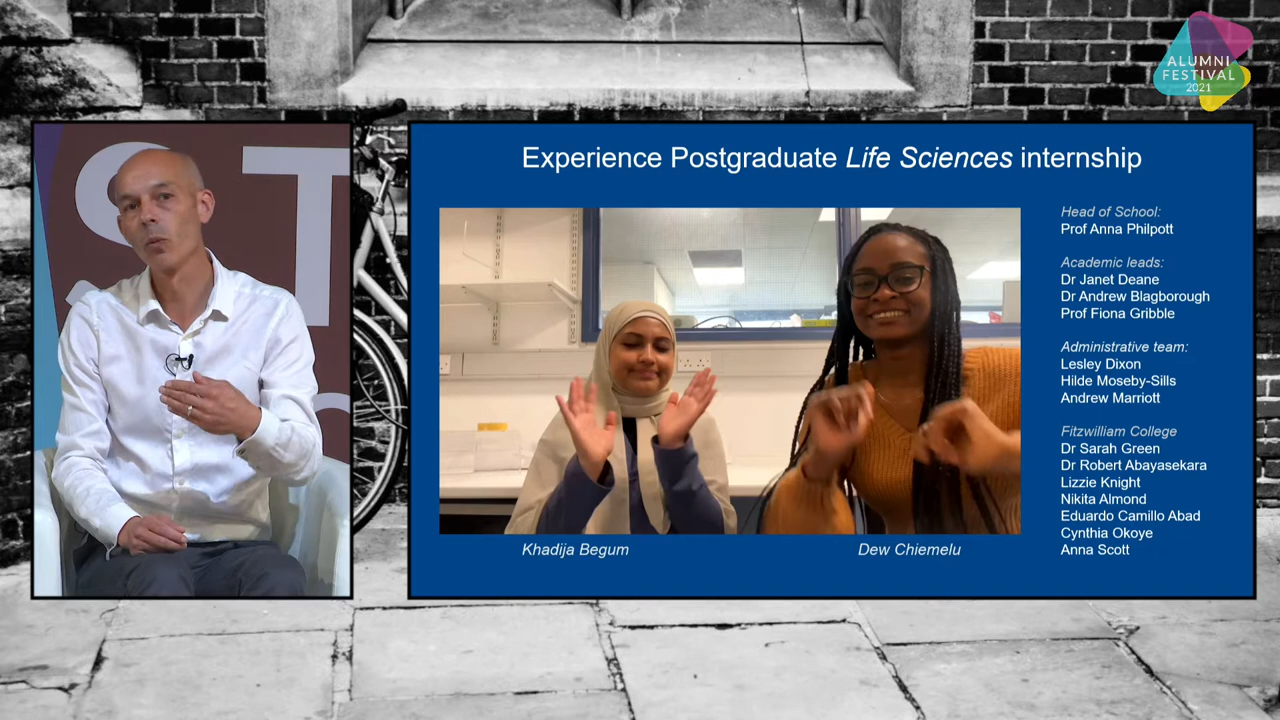 ALUMNI
FESTIVAL
2021
ST
Experience Postgraduate Life Sciences internship
Head of School:
Prof Anna Philpott
Academic leads:
Dr Janet Deane
Dr Andrew Blagborough
Prof Fiona Gribble
Administrative team:
Lesley Dixon
Hilde Moseby-Sills
Andrew Marriott
Fitzwilliam College
Dr Sarah Green
Dr Robert Abayasekara
Lizzie Knight
Nikita Almond
Eduardo Camillo Abad
Cynthia Okoye
Anna Scott
Khadija Begum
Dew Chiemelu